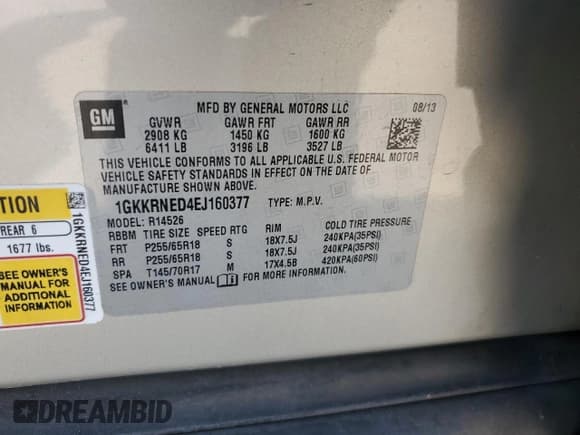 GM
MFD BY GENERAL MOTORS LLC 08/13
GVWR GAWR FRT GAWR RR
2908 KG 1450 KG 1600 KG
6411 LB 3196 LB 3527 LB
THIS VEHICLE CONFORMS TO ALL APPLICABLE U.S. FEDERAL MOTOR
VEHICLE SAFETY STANDARDS IN EFFECT ON THE DATE OF
MANUFACTURE SHOWN ABOVE.
1GKKRNED4EJ160377 TYPE: M.P.V.
MODEL: R14526
RBBM TIRE SIZE SPEED RTG RIM COLD TIRE PRESSURE
FRT P255/65R18 S 18X7.5J 240KPA(35PSI)
RR P255/65R18 S 18X7.5J 240KPA(35PSI)
SPA T145/70R17 M 17X4.5B 420KPA(60PSI)
SEE OWNER'S MANUAL FOR MORE INFORMATION
TION
REAR 6
1677 lbs.
SEE OWNER'S
MANUAL FOR
ADDITIONAL
INFORMATION
1GKKRNED4EJ160377
DREAMBID